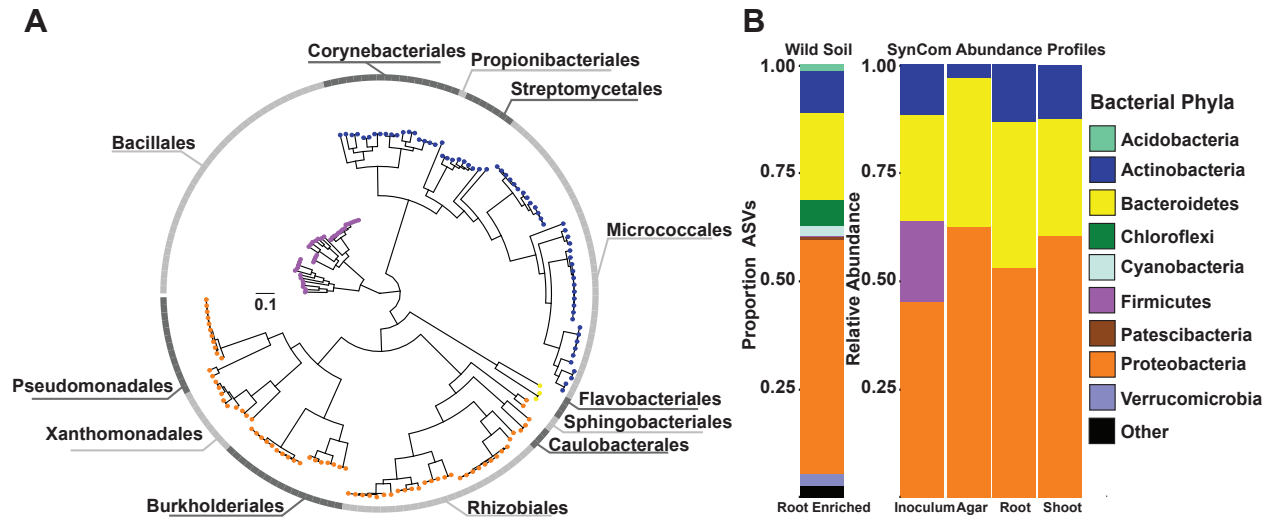 A
Corynebacteriales
Propionibacteriales
Streptomycetales
Bacillales
Micrococcales
0.1
Pseudomonadales
Xanthomonadales
Burkholderiales
Rhizobiales
Caulobacterales
Sphingobacteriales
Flavobacteriales
B
Wild Soil
SynCom Abundance Profiles
1.00
0.75
0.50
0.25
Proportion ASVs
Root Enriched
1.00
0.75
0.50
0.25
Relative Abundance
Inoculum Agar Root Shoot
Bacterial Phyla
Acidobacteria
Actinobacteria
Bacteroidetes
Chloroflexi
Cyanobacteria
Firmicutes
Patescibacteria
Proteobacteria
Verrucomicrobia
Other